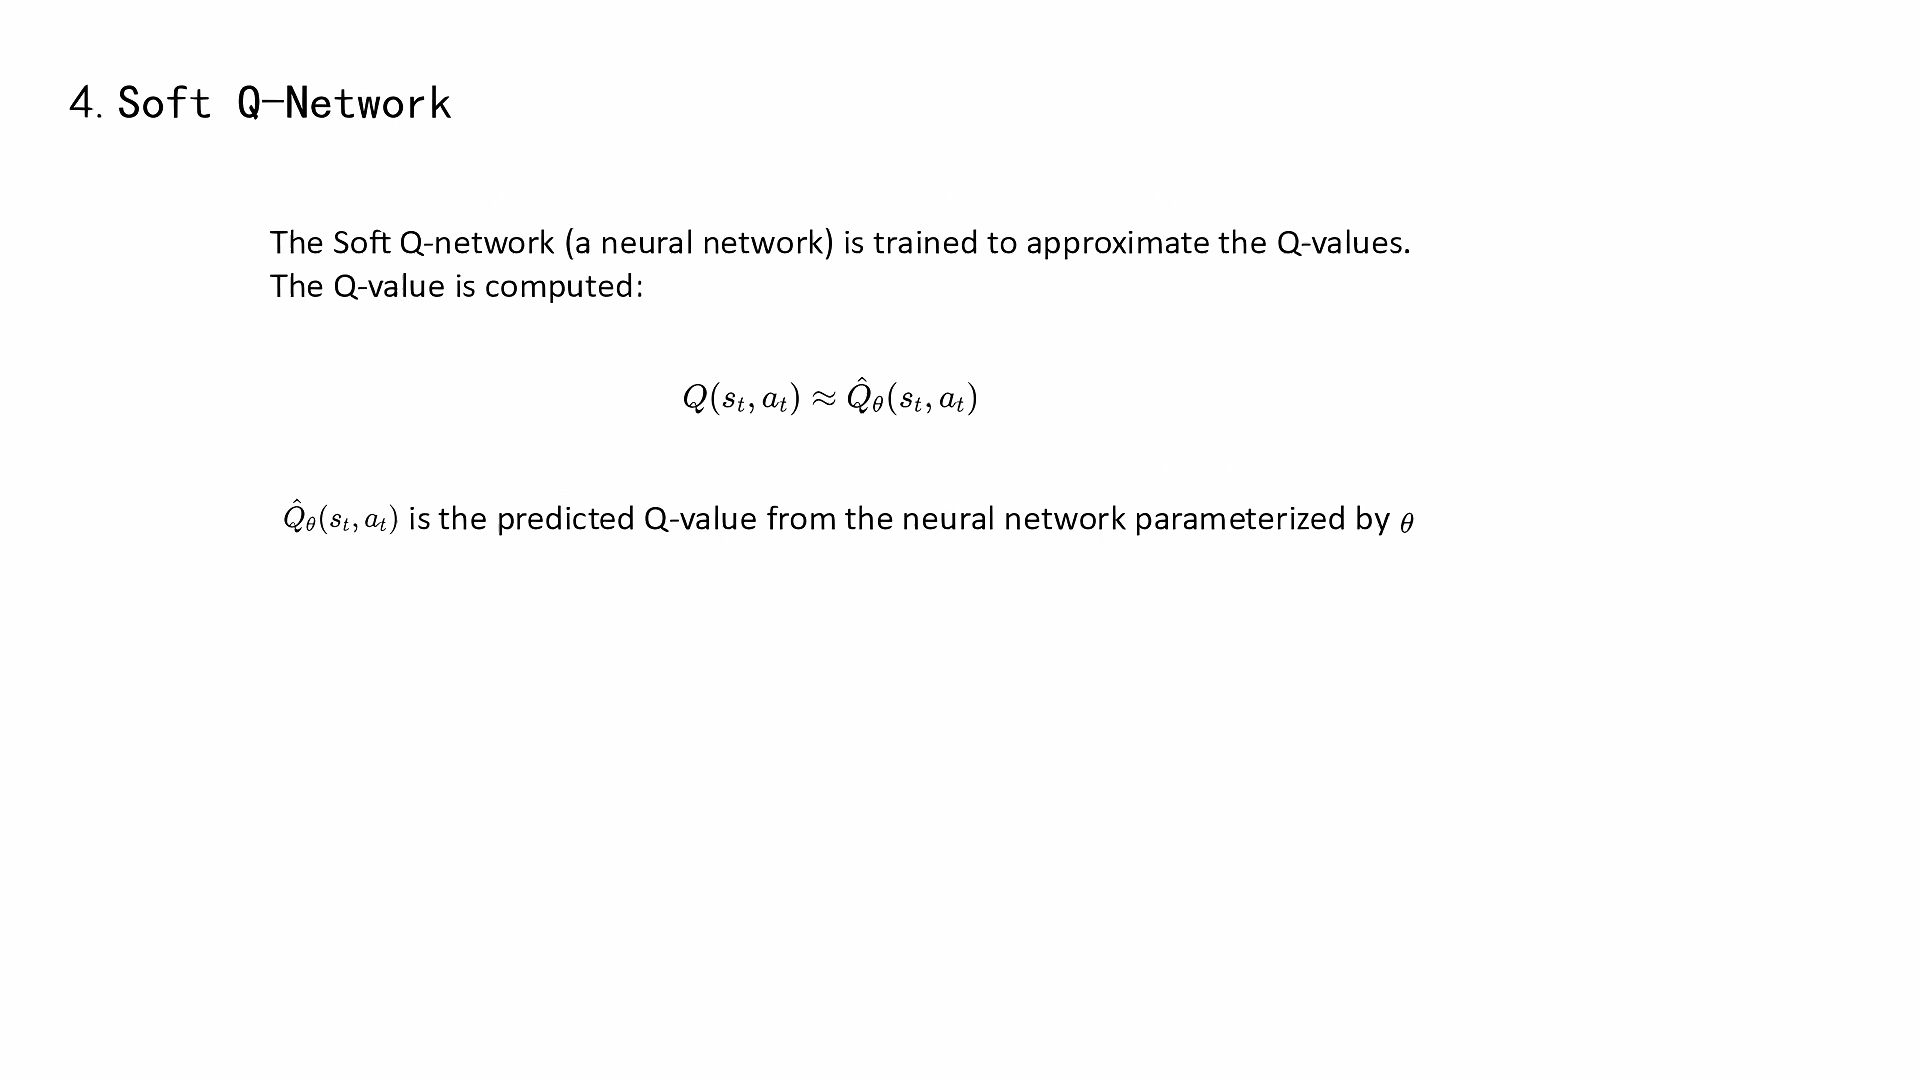 4. Soft Q-Network
The Soft Q-network (a neural network) is trained to approximate the Q-values.
The Q-value is computed:
Q(s_t, a_t) ≈ Q̂_θ(s_t, a_t)
Q̂_θ(s_t, a_t) is the predicted Q-value from the neural network parameterized by θ